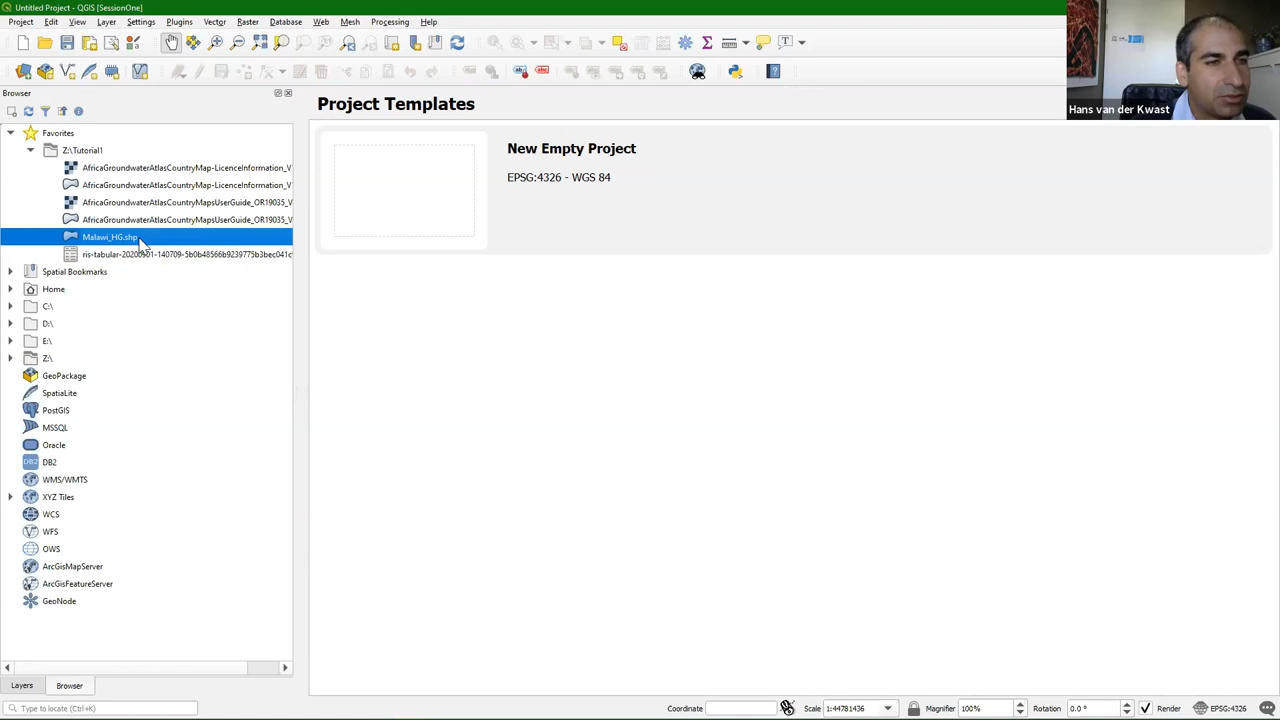 Untitled Project - QGIS [SessionOne]
Project Edit View Layer Settings Plugins Vector Raster Database Web Mesh Processing Help
Browser
Favorites
Z:\Tutorial1
AfricaGroundwaterAtlasCountryMap-LicenceInformation_V
AfricaGroundwaterAtlasCountryMap-LicenceInformation_V
AfricaGroundwaterAtlasCountryMapsUserGuide_OR19035_V
AfricaGroundwaterAtlasCountryMapsUserGuide_OR19035_V
Malawi_HG.shp
Spatial Bookmarks
Home
C:\
D:\
E:\
Z:\
GeoPackage
SpatiaLite
PostGIS
MSSQL
Oracle
DB2
WMS/WMTS
XYZ Tiles
WCS
WFS
OWS
ArcGisMapServer
ArcGisFeatureServer
GeoNode
Layers Browser
Project Templates
New Empty Project
EPSG:4326 - WGS 84
Hans van der Kwast
Type to locate (Ctrl+K)
Coordinate Scale 1:44781436 Magnifier 100% Rotation 0.0 ° Render EPSG:4326